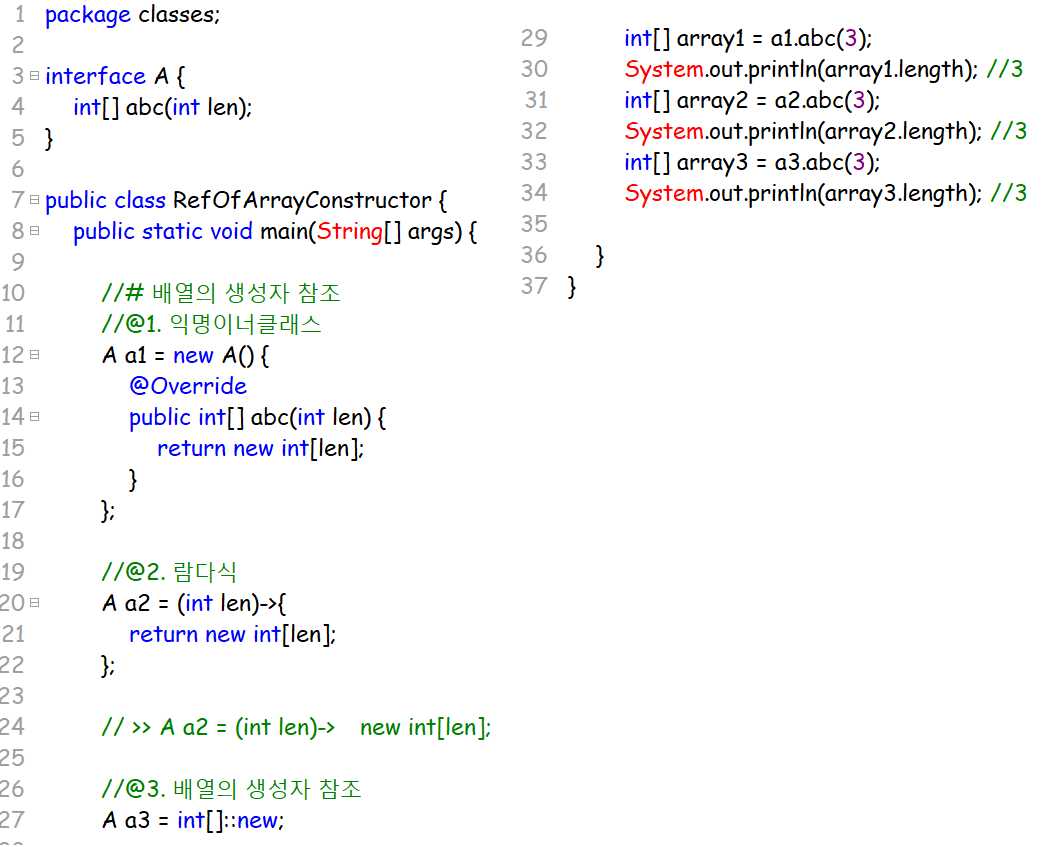 1 package classes;
2
3 interface A {
4 int[] abc(int len);
5 }
6
7 public class RefOfArrayConstructor {
8 public static void main(String[] args) {
9
10 //# 배열의 생성자 참조
11 //@1. 익명이너클래스
12 A a1 = new A() {
13 @Override
14 public int[] abc(int len) {
15 return new int[len];
16 }
17 };
18
19 //@2. 람다식
20 A a2 = (int len)->{
21 return new int[len];
22 };
23
24 // >> A a2 = (int len)-> new int[len];
25
26 //@3. 배열의 생성자 참조
27 A a3 = int[]::new;
29 int[] array1 = a1.abc(3);
30 System.out.println(array1.length); //3
31 int[] array2 = a2.abc(3);
32 System.out.println(array2.length); //3
33 int[] array3 = a3.abc(3);
34 System.out.println(array3.length); //3
35
36 }
37 }